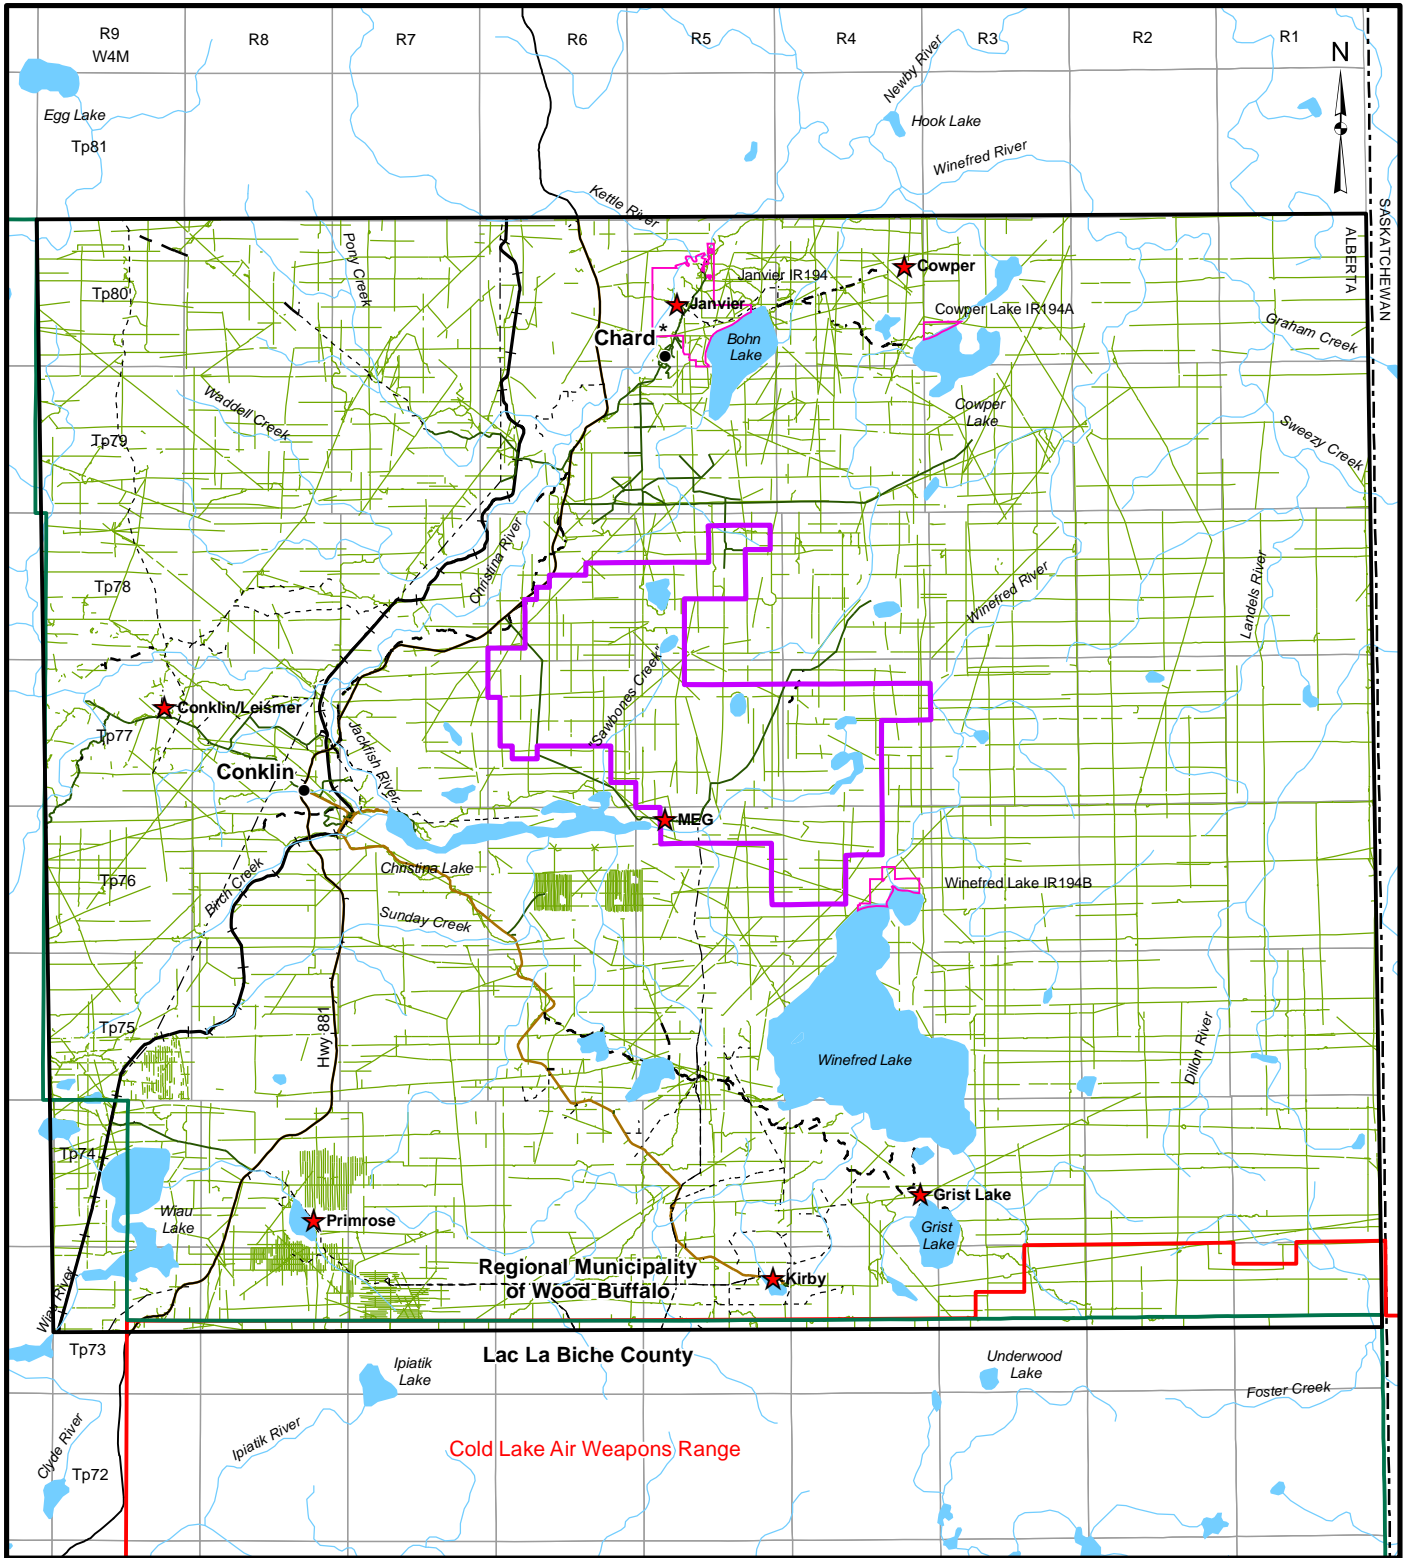 R9
W4M
R8
R7
R6
R5
R4
R3
R2
R1
N
Egg Lake
Tp81
Newby River
Hook Lake
Winefred River
Kettle River
SASKATCHEWAN
ALBERTA
Pony Creek
Tp80
Janvier IR194
Cowper
Janvier
Cowper Lake IR194A
Chard*
Bohn
Lake
Graham Creek
Waddell Creek
Cowper
Lake
Tp79
Sweezy Creek
Christina River
Tp78
Winefred River
Landels River
"Sawbones Creek"
Conklin/Leismer
Tp77
Jackfish River
Conklin
MEG
Christina Lake
Tp76
Birch Creek
Winefred Lake IR194B
Sunday Creek
Tp75
Hwy 881
Winefred Lake
Dillon River
Tp74
Wiau
Lake
Primrose
Grist Lake
Grist
Lake
Regional Municipality
of Wood Buffalo
Kirby
Wiau River
Tp73
Lac La Biche County
Ipiatik
Lake
Underwood
Lake
Foster Creek
Clyde River
Ipiatik River
Cold Lake Air Weapons Range
Tp72